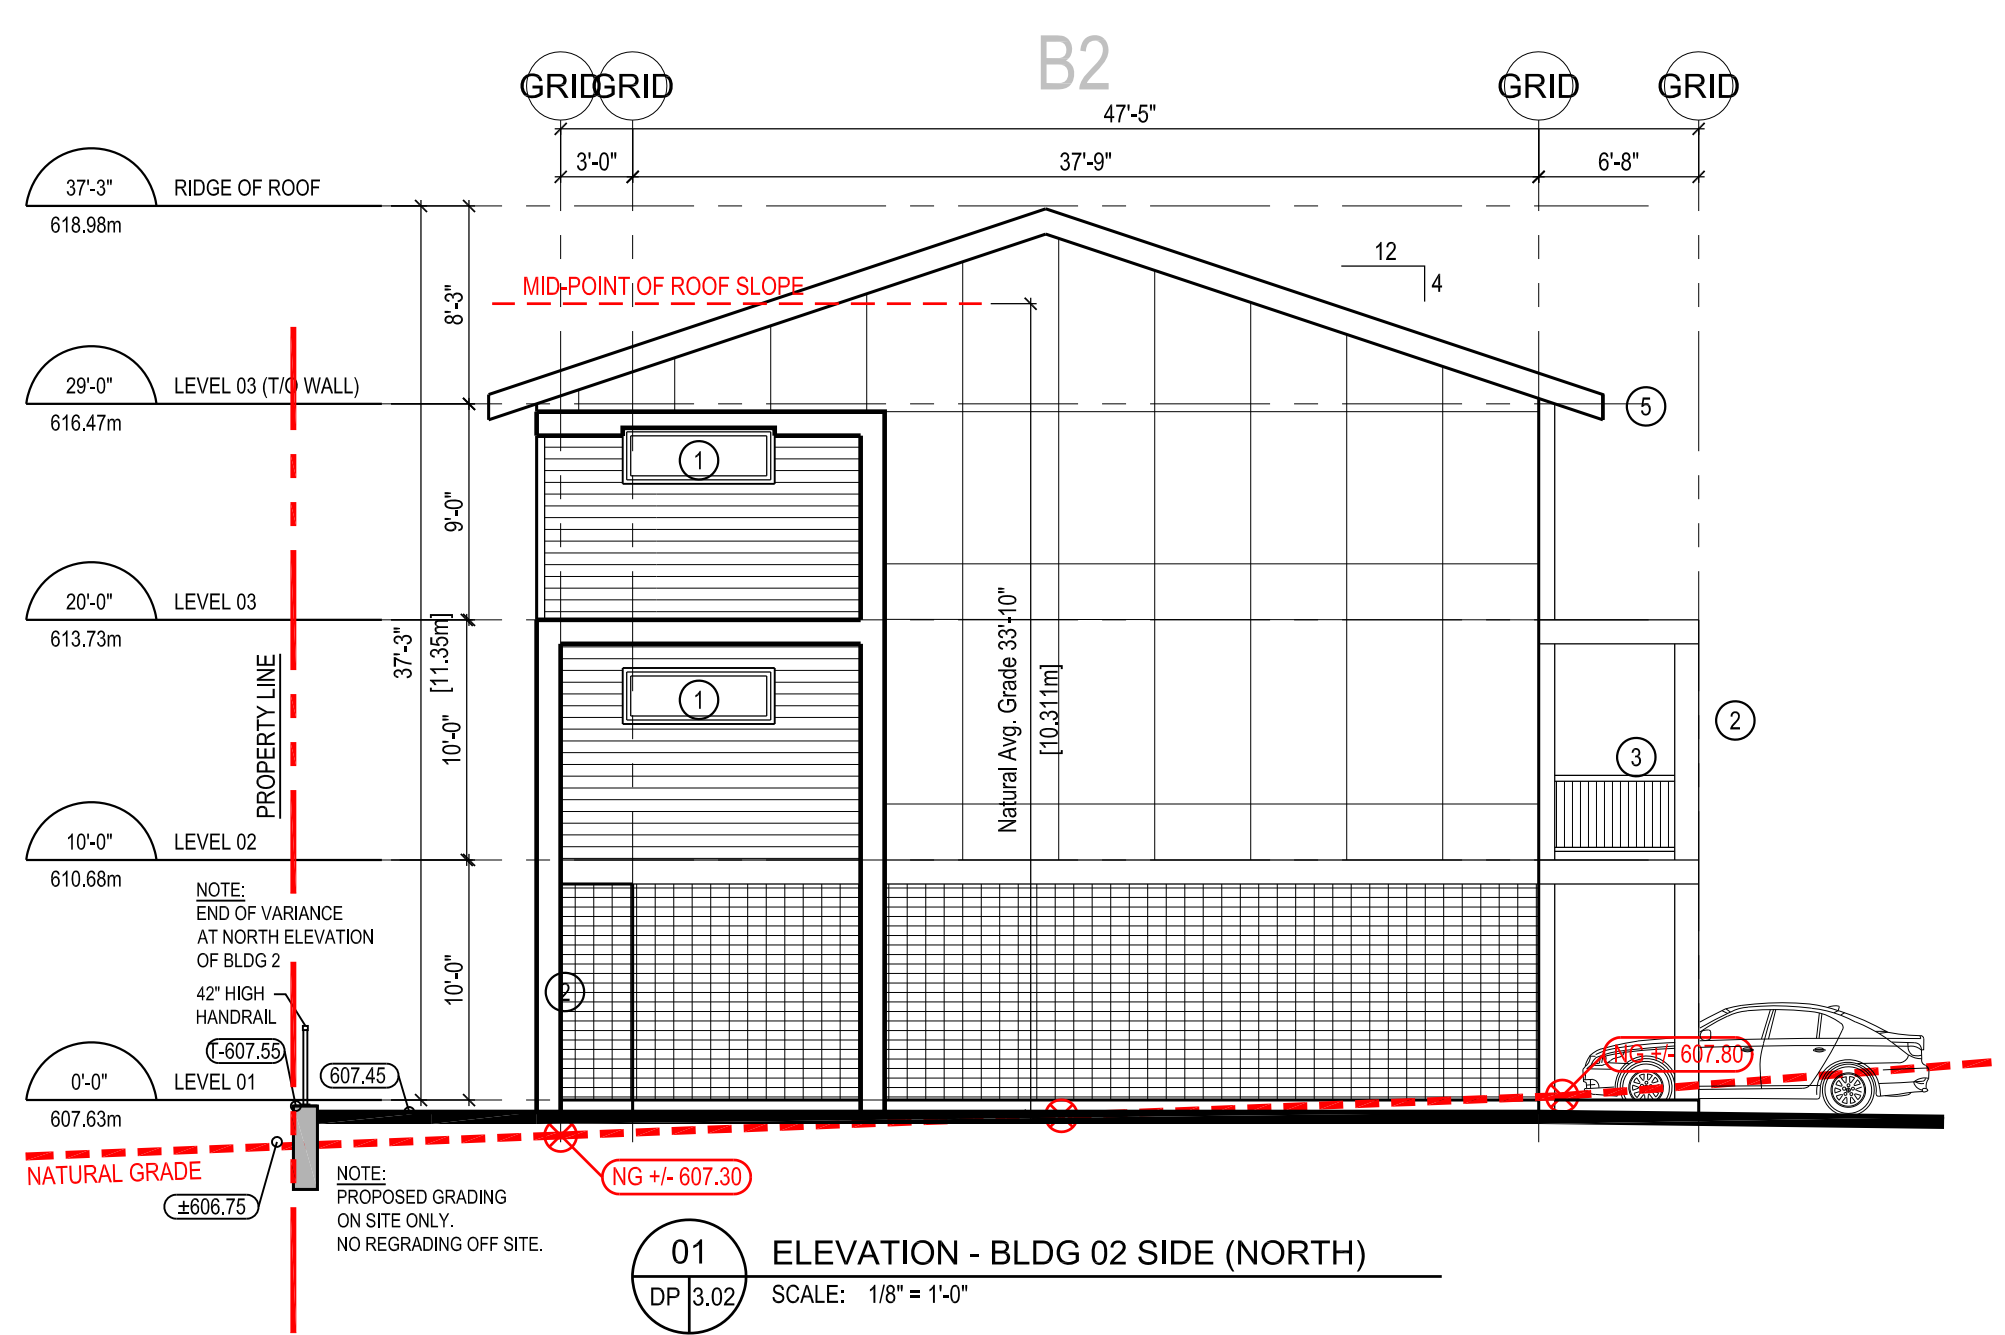 B2
GRID GRID GRID GRID
47'-5"
3'-0" 37'-9" 6'-8"
37'-3" RIDGE OF ROOF
618.98m
12
4
MID-POINT OF ROOF SLOPE
8'-3"
29'-0" LEVEL 03 (T/O WALL)
616.47m
5
1
9'-0"
20'-0" LEVEL 03
613.73m
37'-3"
[11.35m]
PROPERTY LINE
1
10'-0"
Natural Avg. Grade 33'-10"
[10.311m]
2
3
10'-0" LEVEL 02
610.68m
NOTE:
END OF VARIANCE
AT NORTH ELEVATION
OF BLDG 2
10'-0"
2
42" HIGH
HANDRAIL
T-607.55
607.45
NG +/- 607.80
0'-0" LEVEL 01
607.63m
NATURAL GRADE
±606.75
NG +/- 607.30
NOTE:
PROPOSED GRADING
ON SITE ONLY.
NO REGRADING OFF SITE.
01 ELEVATION - BLDG 02 SIDE (NORTH)
DP 3.02 SCALE: 1/8" = 1'-0"